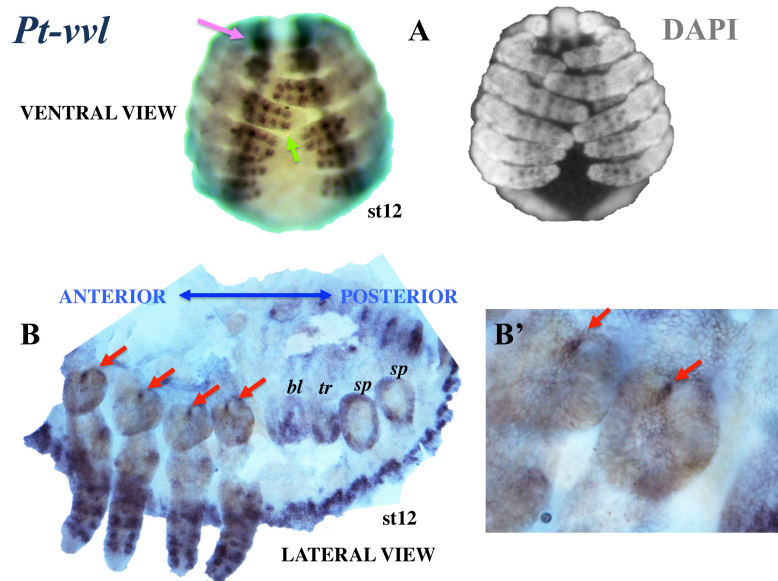 Pt-vvl
A
DAPI
VENTRAL VIEW
st12
ANTERIOR
POSTERIOR
B
B’
bl
tr
sp
sp
st12
LATERAL VIEW